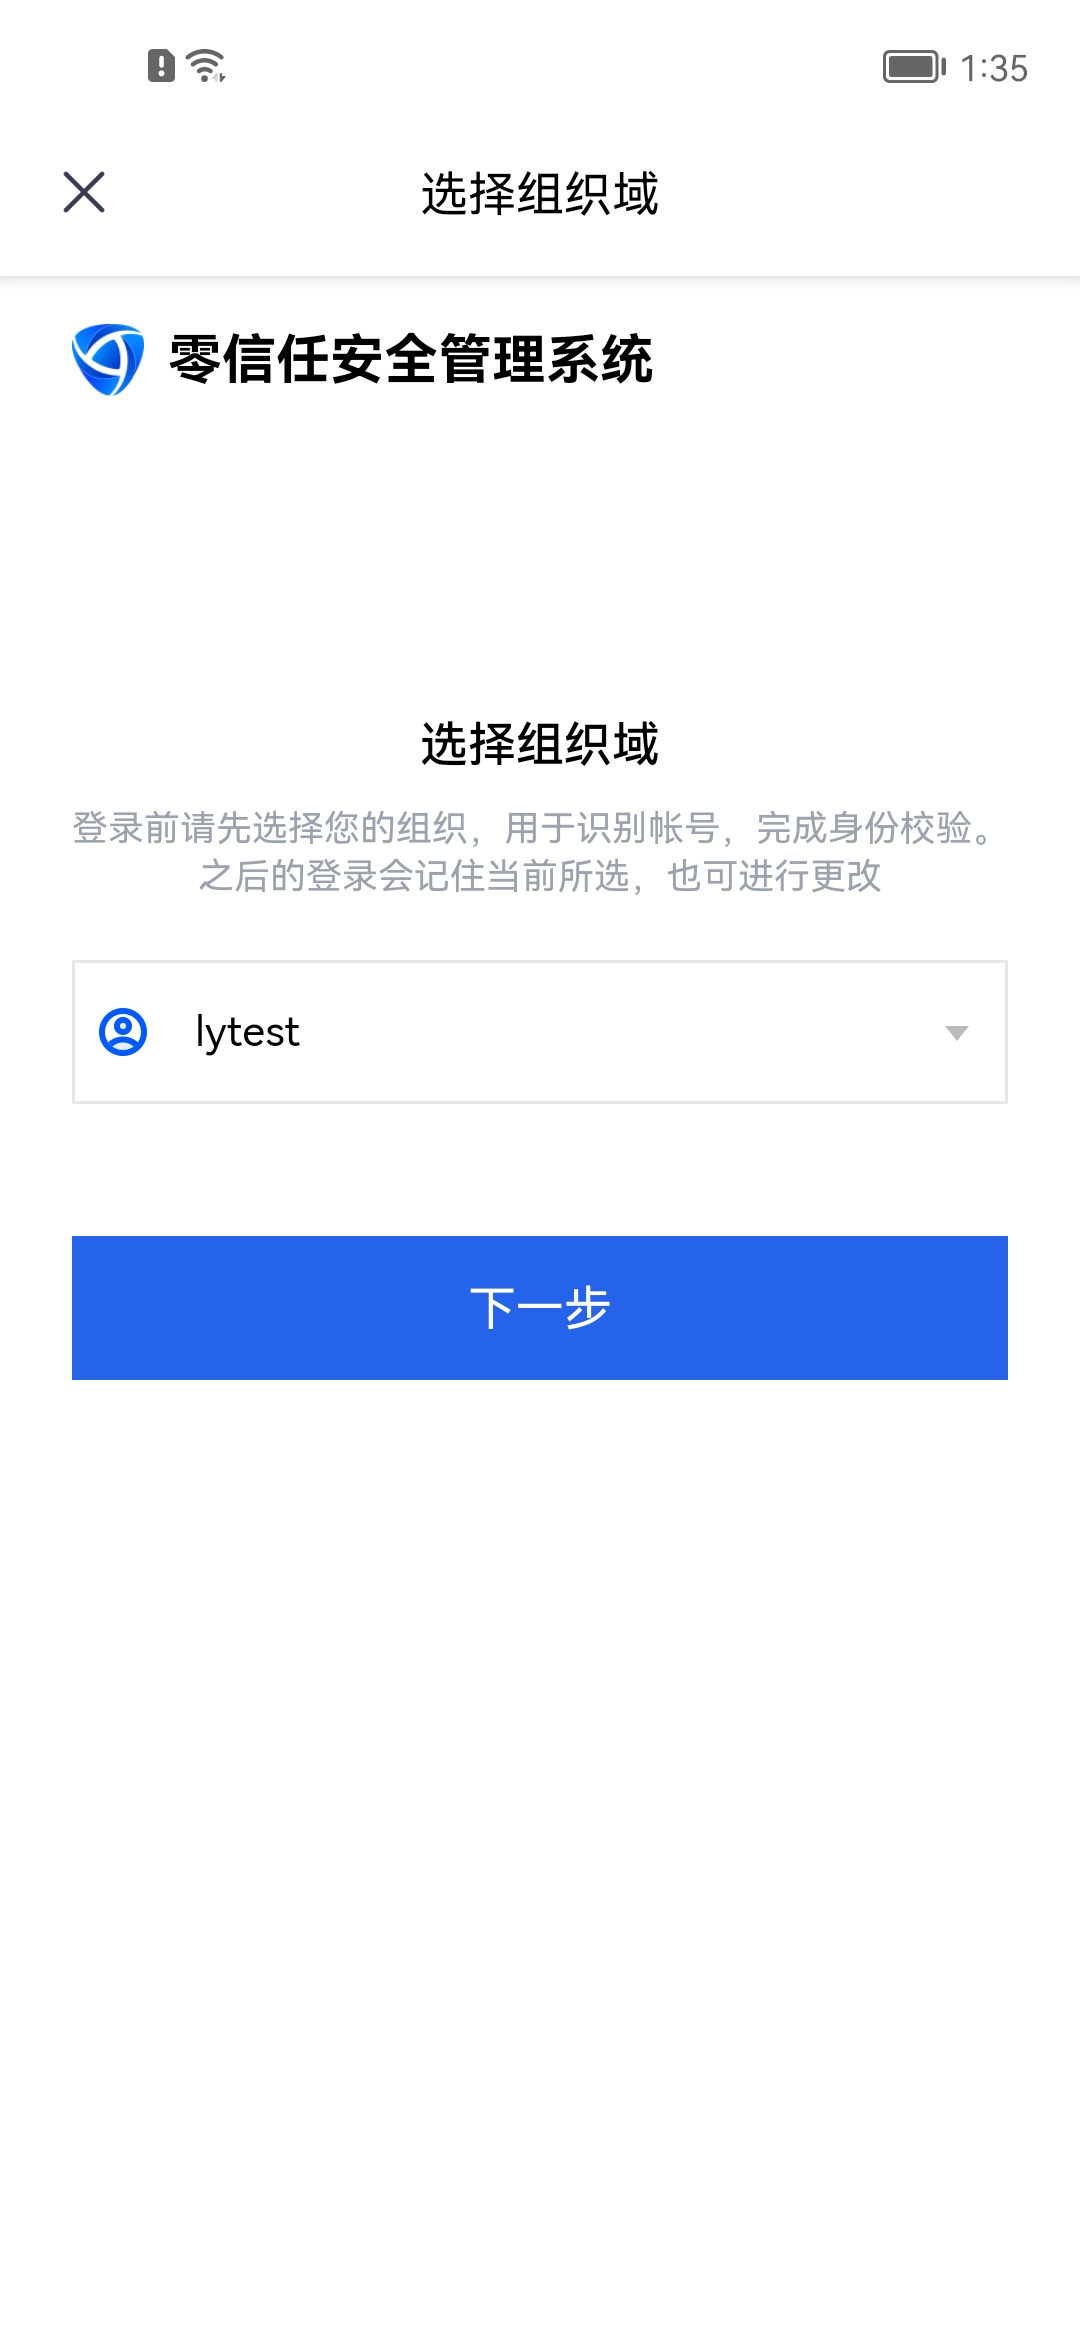 1:35
选择组织域
零信任安全管理系统
选择组织域
登录前请先选择您的组织，用于识别帐号，完成身份校验。
之后的登录会记住当前所选，也可进行更改
lytest
下一步